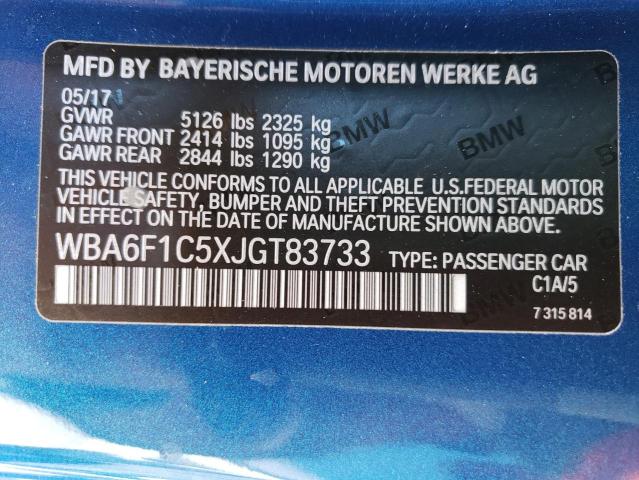 MFD BY BAYERISCHE MOTOREN WERKE AG
05/17
GVWR 5126 lbs 2325 kg
GAWR FRONT 2414 lbs 1095 kg
GAWR REAR 2844 lbs 1290 kg
THIS VEHICLE CONFORMS TO ALL APPLICABLE U.S.FEDERAL MOTOR
VEHICLE SAFETY, BUMPER AND THEFT PREVENTION STANDARDS
IN EFFECT ON THE DATE OF MANUFACTURE SHOWN ABOVE
WBA6F1C5XJGT83733 TYPE: PASSENGER CAR
C1A/5
7 315 814
BMW
BMW